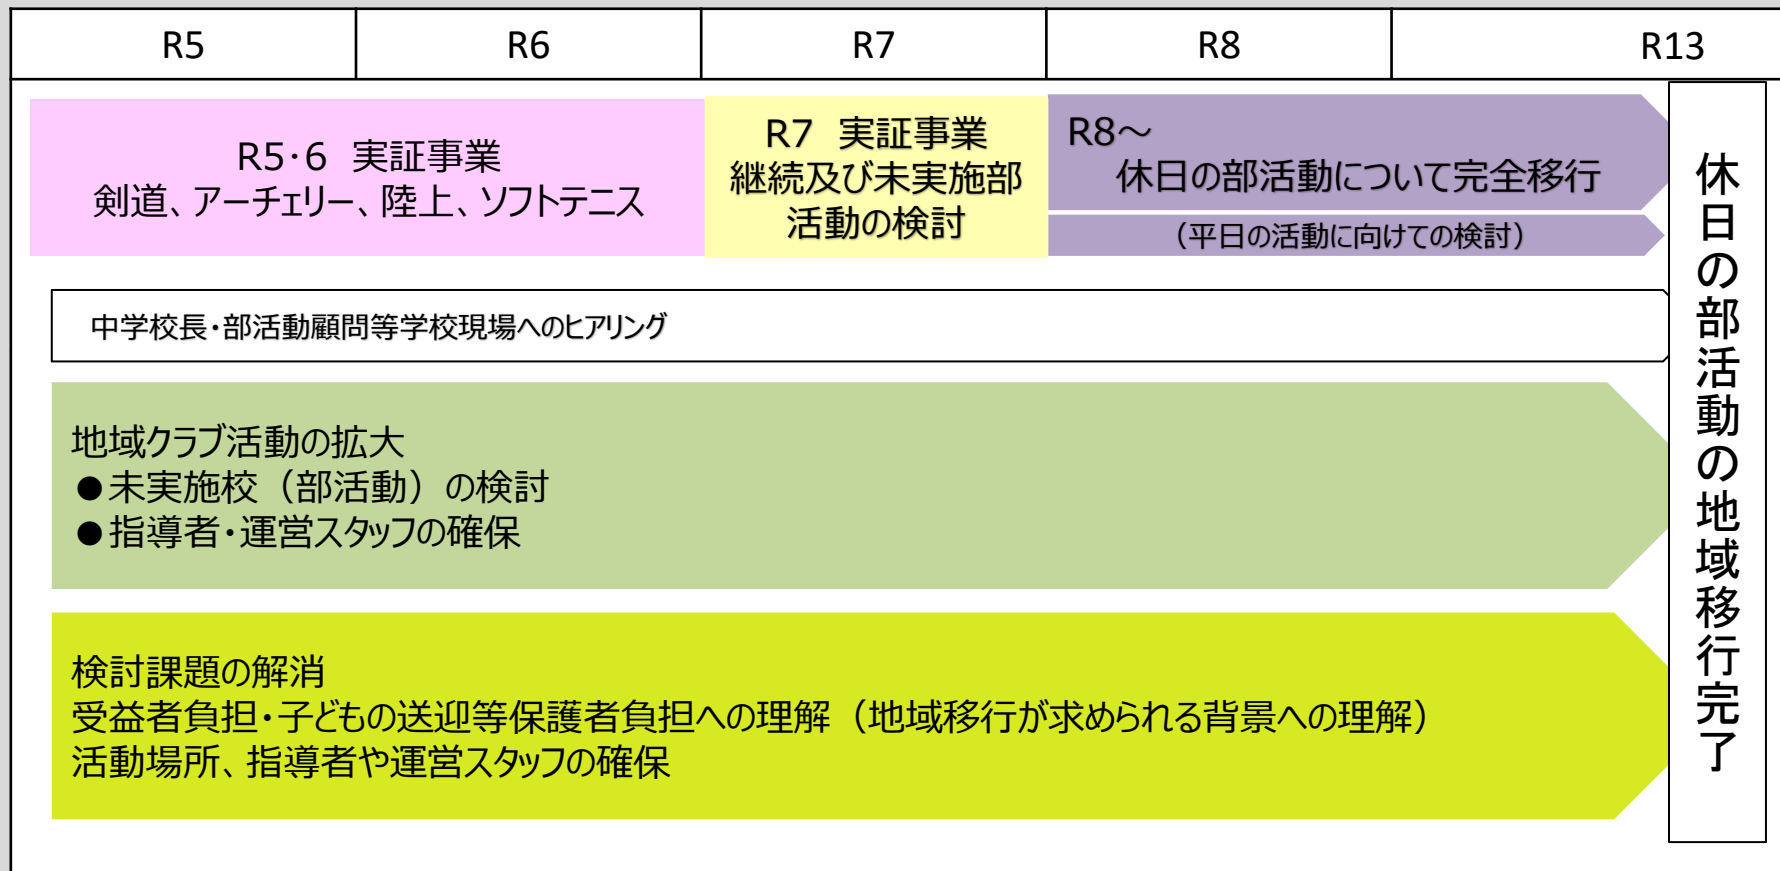 R5 R6 R7 R8 R13
R5・6 実証事業
剣道、アーチェリー、陸上、ソフトテニス
R7 実証事業
継続及び未実施部
活動の検討
R8～
休日の部活動について完全移行
（平日の活動に向けての検討）
中学校長・部活動顧問等学校現場へのヒアリング
地域クラブ活動の拡大
●未実施校（部活動）の検討
●指導者・運営スタッフの確保
検討課題の解消
受益者負担・子どもの送迎等保護者負担への理解（地域移行が求められる背景への理解）
活動場所、指導者や運営スタッフの確保
休日の部活動の地域移行完了